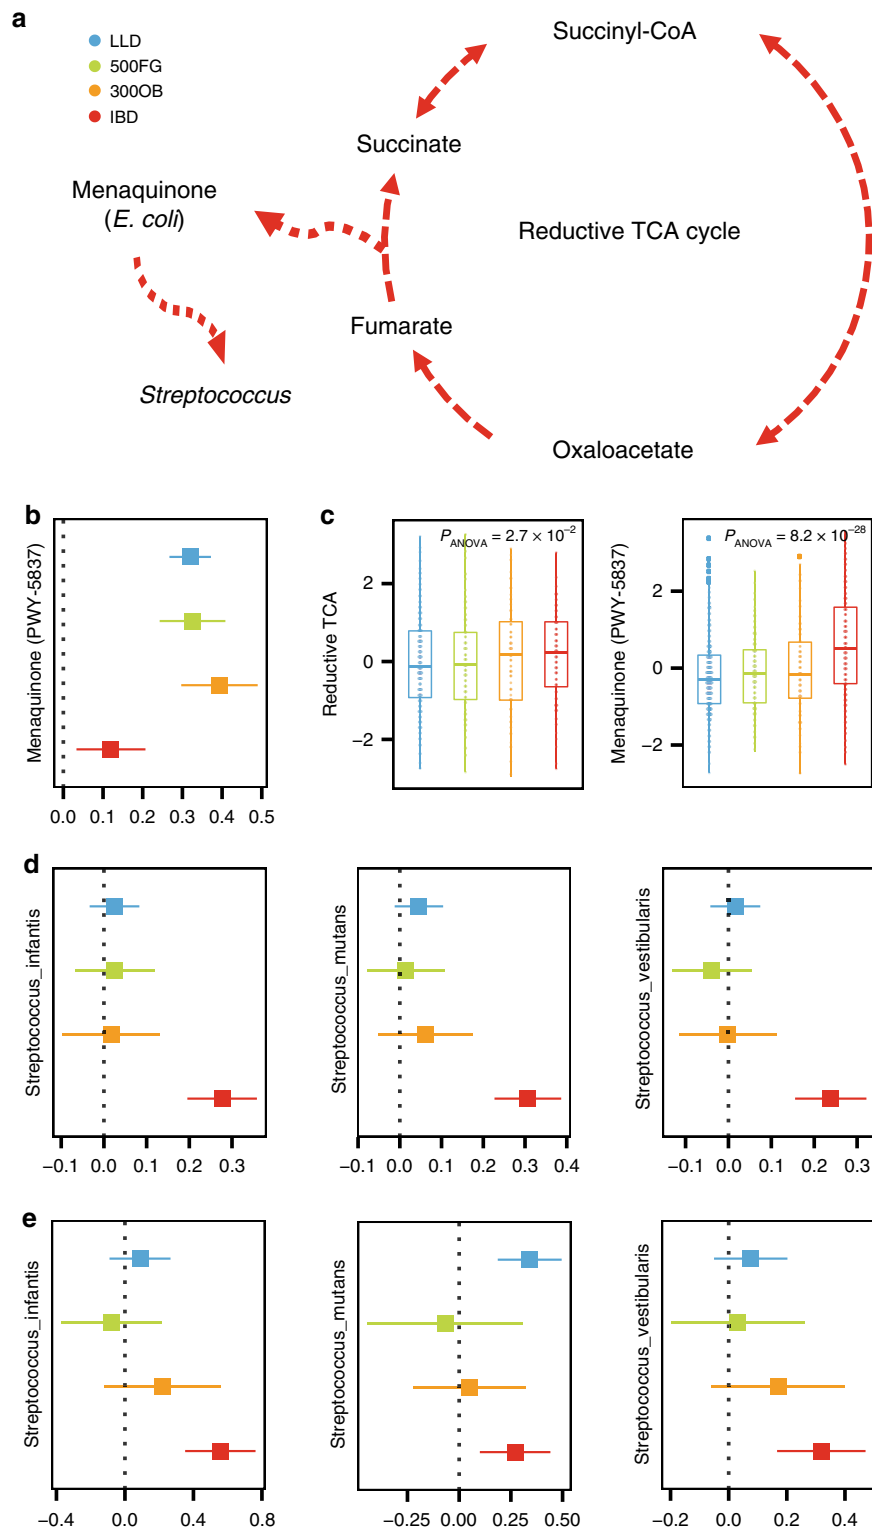 a
LLD
500FG
300OB
IBD
Succinyl-CoA
Succinate
Menaquinone
(E. coli)
Reductive TCA cycle
Fumarate
Streptococcus
Oxaloacetate
b
Menaquinone (PWY-5837)
0.0 0.1 0.2 0.3 0.4 0.5
c
Reductive TCA
P_ANOVA = 2.7 × 10⁻²
2
0
−2
Menaquinone (PWY-5837)
P_ANOVA = 8.2 × 10⁻²⁸
2
0
−2
d
Streptococcus_infantis
−0.1 0.0 0.1 0.2 0.3
Streptococcus_mutans
−0.1 0.0 0.1 0.2 0.3 0.4
Streptococcus_vestibularis
−0.1 0.0 0.1 0.2 0.3
e
Streptococcus_infantis
−0.4 0.0 0.4 0.8
Streptococcus_mutans
−0.25 0.00 0.25 0.50
Streptococcus_vestibularis
−0.2 0.0 0.2 0.4